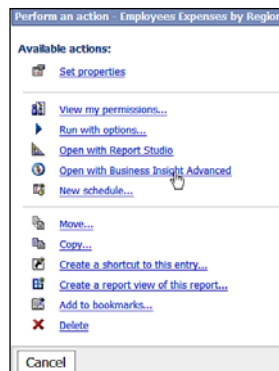 Perform an action - Employees Expenses by Region
Available actions:
Set properties
View my permissions...
Run with options...
Open with Report Studio
Open with Business Insight Advanced
New schedule...
Move...
Copy...
Create a shortcut to this entry...
Create a report view of this report...
Add to bookmarks...
Delete
Cancel